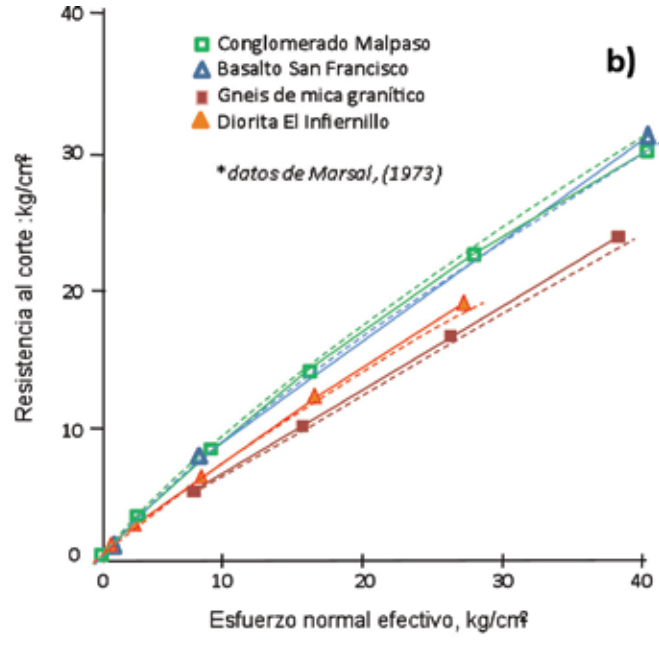 40
Conglomerado Malpaso
Basalto San Francisco
b)
Gneis de mica granítico
Diorita El Infiernillo
*datos de Marsal, (1973)
30
20
10
0
0 10 20 30 40
Resistencia al corte :kg/cm²
Esfuerzo normal efectivo, kg/cm²